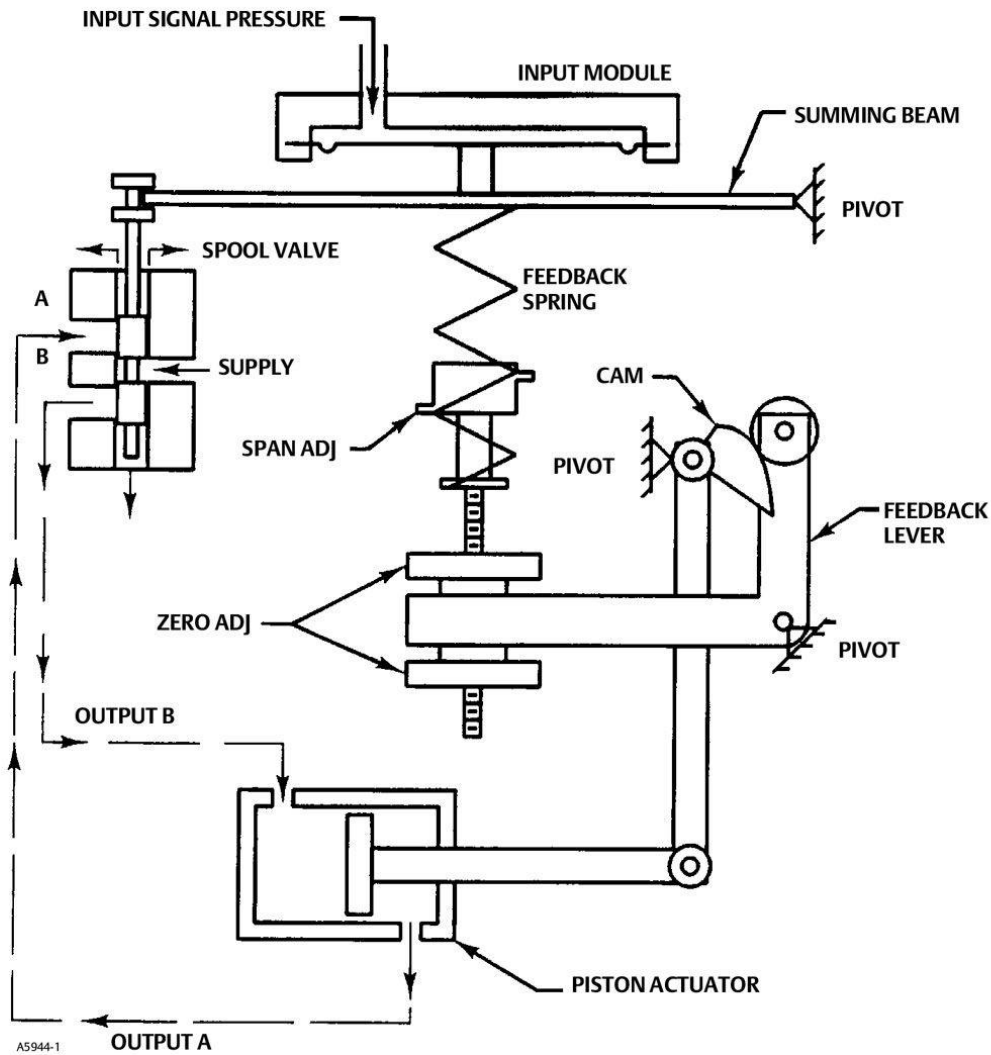 INPUT SIGNAL PRESSURE
INPUT MODULE
SUMMING BEAM
PIVOT
SPOOL VALVE
A
FEEDBACK
SPRING
B
SUPPLY
CAM
SPAN ADJ
PIVOT
FEEDBACK
LEVER
ZERO ADJ
PIVOT
OUTPUT B
PISTON ACTUATOR
A5944-1
OUTPUT A